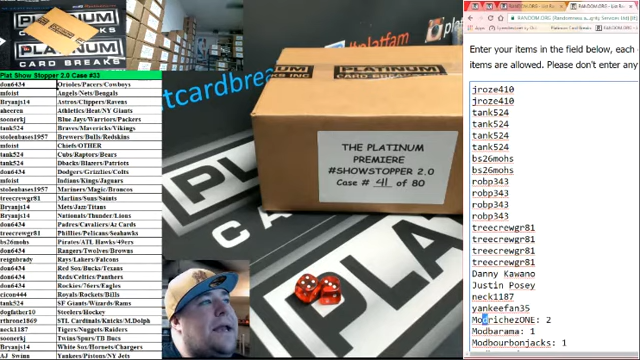 PLATINUM
CARD BREAKS
Plat Show Stopper 2.0 Case #33
don6434 Orioles/Pacers/Cowboys
mfoist Angels/Nets/Bengals
Bryanjs14 Astros/Clippers/Ravens
aheeren Athletics/Heat/NY Giants
soonerkj Blue Jays/Warriors/Packers
tank524 Braves/Mavericks/Vikings
stolenbases1957 Brewers/Bulls/Redskins
mfoist Chiefs/OTHER
tank524 Cubs/Raptors/Bears
tank524 Dbacks/Blazers/Patriots
don6434 Dodgers/Grizzlies/Colts
mfoist Indians/Kings/Jaguars
stolenbases1957 Mariners/Magic/Broncos
treecrewgr81 Marlins/Suns/Saints
Bryanjs14 Mets/Jazz/Titans
Bryanjs14 Nationals/Thunder/Lions
don6434 Padres/Cavaliers/Az Cards
treecrewgr81 Phillies/Pelicans/Seahawks
bs26mohs Pirates/ATL Hawks/49ers
don6434 Rangers/Twolves/Browns
reignbrady Rays/Lakers/Falcons
don6434 Red Sox/Bucks/Texans
don6434 Reds/Celtics/Panthers
don6434 Rockies/76ers/Eagles
cicon444 Royals/Rockets/Bills
tank524 SF Giants/Wizards/Rams
dogfather10 Steelers/Hockey
rthrone1869 STL Cardinals/Knicks/M.Dolph
neck1187 Tigers/Nuggets/Raiders
soonerkj Twins/Spurs/TB Bucs
Bryanjs14 White Sox/Hornets/Chargers
AJ Swinn Yankees/Pistons/NY Jets
#platfam
tcardbreaks
PLATINUM
CARD BREAKS INC
THE PLATINUM
PREMIERE
#SHOWSTOPPER 2.0
Case # 41 of 80
Enter your items in the field below, each
items are allowed. Please don't enter any
jroze410
jroze410
tank524
tank524
tank524
tank524
bs26mohs
bs26mohs
robp343
robp343
robp343
robp343
treecrewgr81
treecrewgr81
treecrewgr81
treecrewgr81
Danny Kawano
Justin Posey
neck1187
yankeefan35
ModrichezONE: 2
Modbarama: 1
Modbourbonjacks: 1